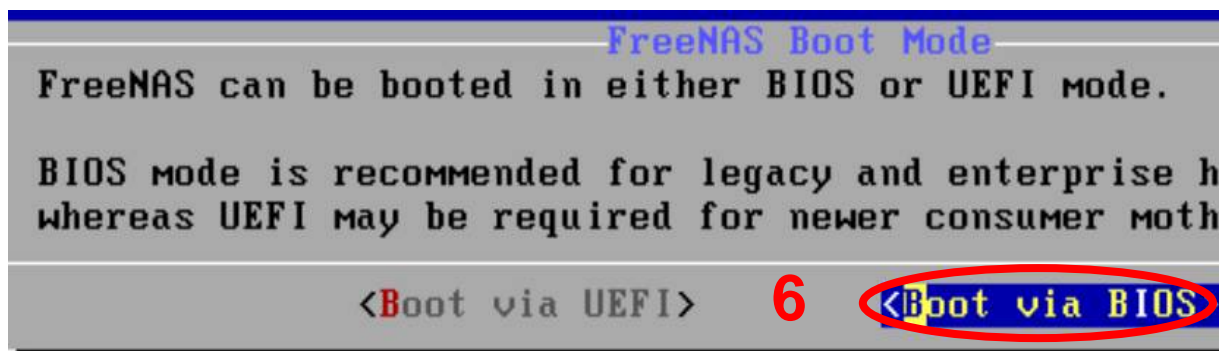 FreeNAS Boot Mode
FreeNAS can be booted in either BIOS or UEFI mode.
BIOS mode is recommended for legacy and enterprise h
whereas UEFI may be required for newer consumer moth
<Boot via UEFI> 6 <Boot via BIOS